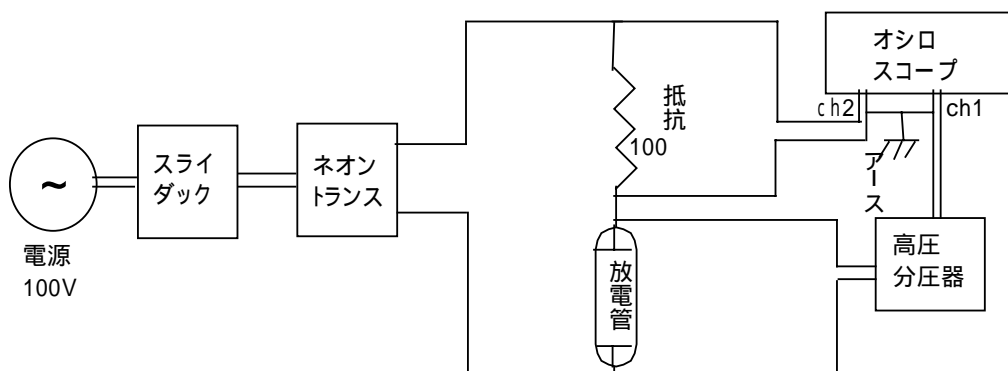 ~
電源
100V
スライ
ダック
ネオン
トランス
抵抗
100
放電管
オシロ
スコープ
ch2
ch1
アース
高圧
分圧器